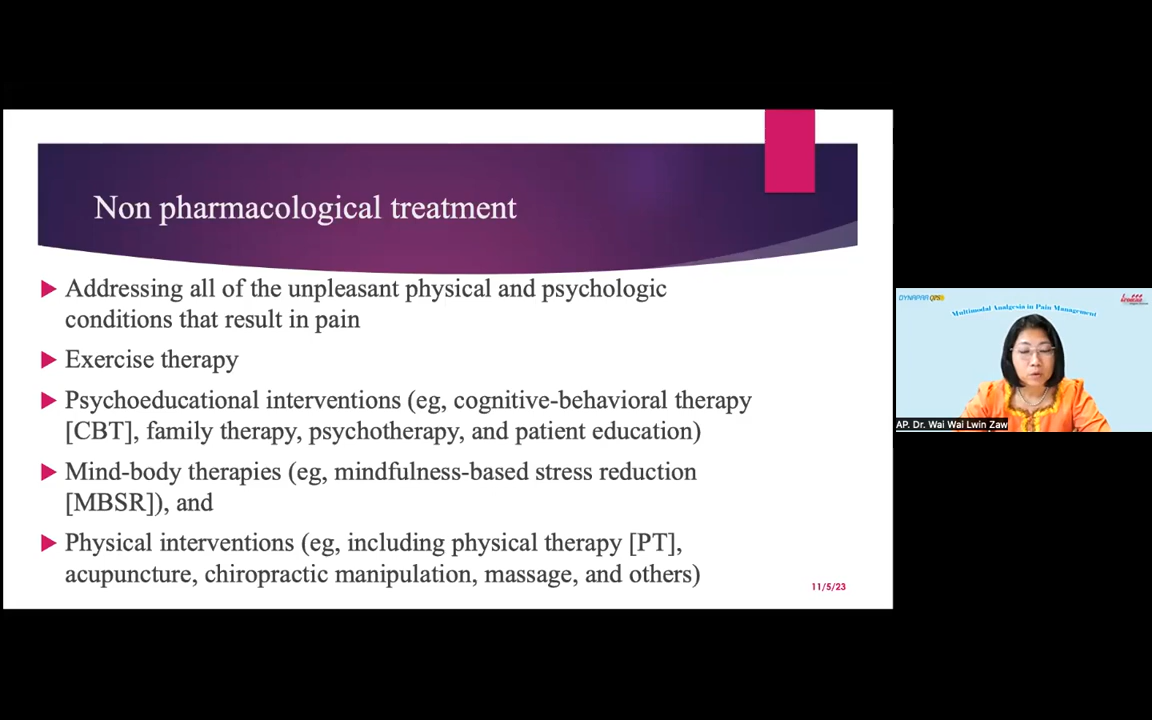 Non pharmacological treatment
Addressing all of the unpleasant physical and psychologic
conditions that result in pain
Exercise therapy
Psychoeducational interventions (eg, cognitive-behavioral therapy
[CBT], family therapy, psychotherapy, and patient education)
Mind-body therapies (eg, mindfulness-based stress reduction
[MBSR]), and
Physical interventions (eg, including physical therapy [PT],
acupuncture, chiropractic manipulation, massage, and others)
11/5/23
DYNAPAR
Multimodal Analgesia in Pain Management
AP. Dr. Wai Wai Lwin Zaw